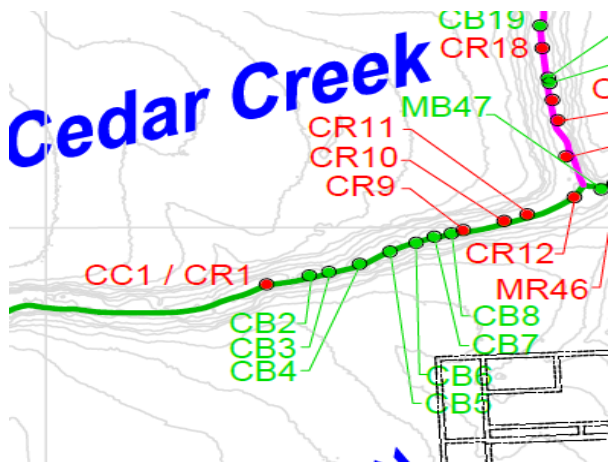 CB19
CR18
Cedar Creek
MB47
CR11
CR10
CR9
CR12
CC1 / CR1
MR46
CB2
CB8
CB3
CB7
CB4
CB6
CB5